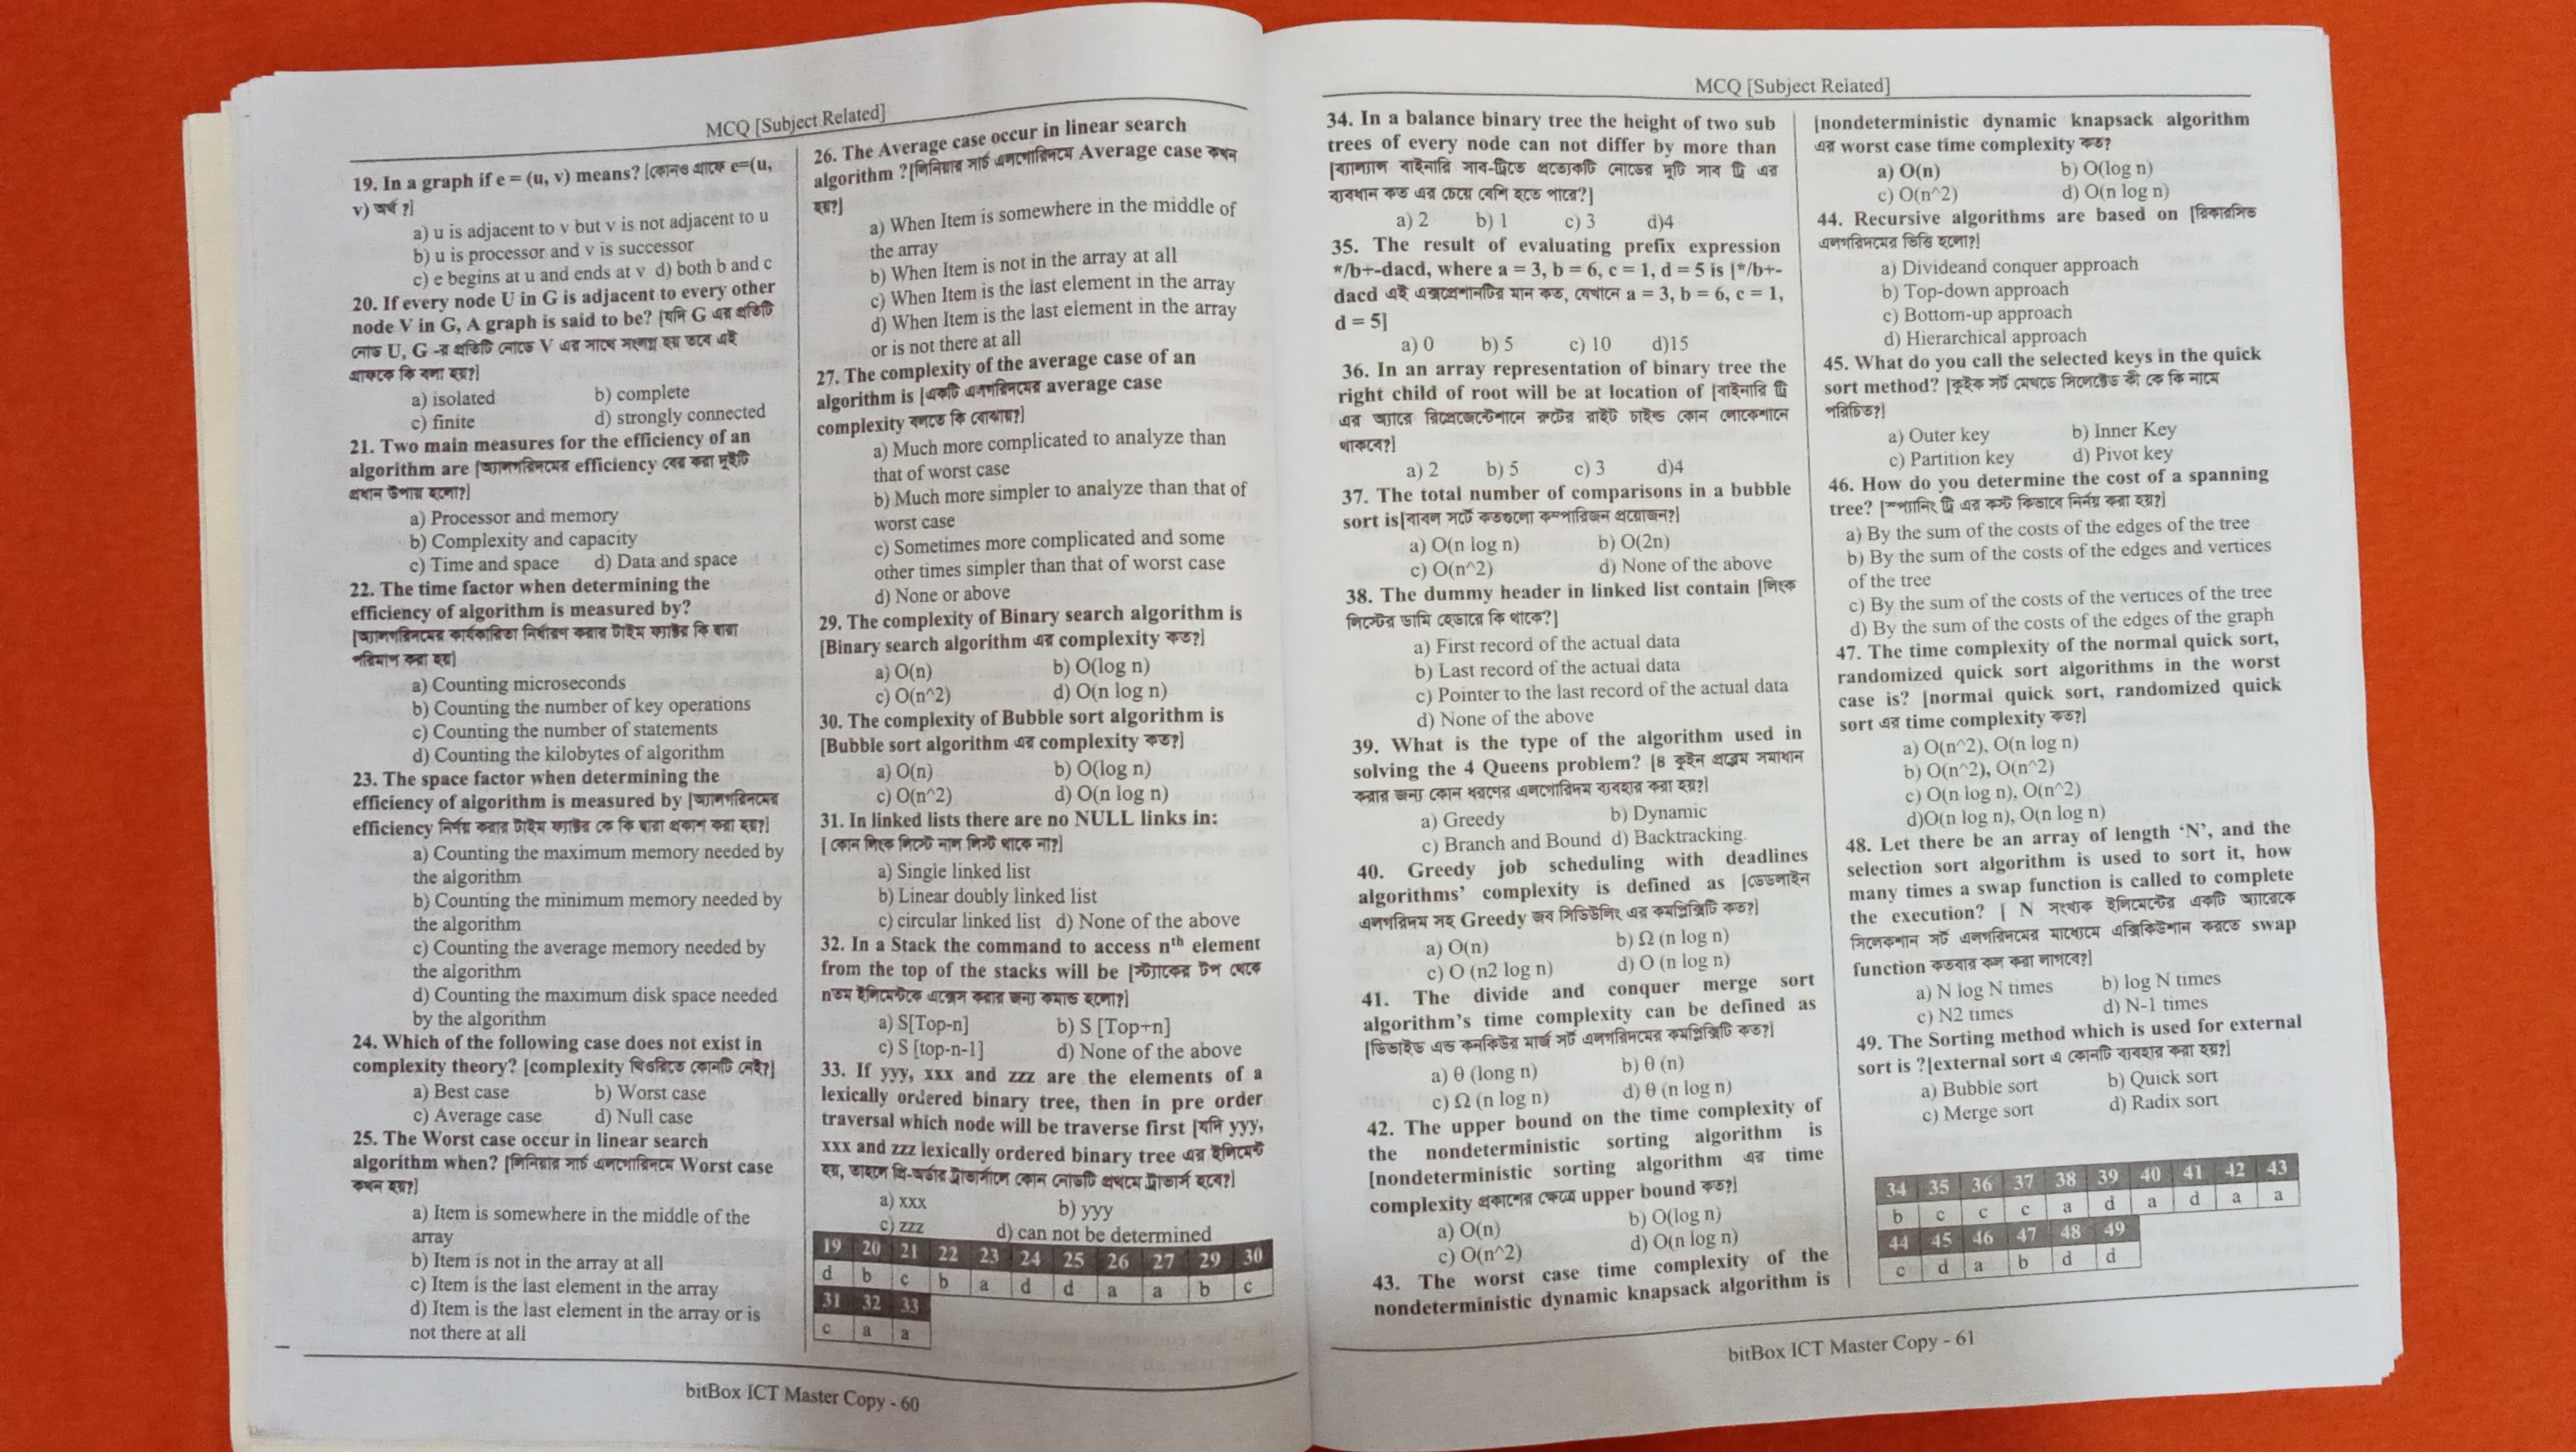 MCQ [Subject Related]
19. In a graph if e = (u, v) means? [কোনও গ্রাফে e=(u,
v) অর্থ ?]
a) u is adjacent to v but v is not adjacent to u
b) u is processor and v is successor
c) e begins at u and ends at v d) both b and c
20. If every node U in G is adjacent to every other
node V in G, A graph is said to be? [যদি G এর প্রতিটি
নোড U, G -র প্রতিটি নোডে V এর সাথে সংলগ্ন হয় তবে এই
গ্রাফকে কি বলা হয়?]
a) isolated b) complete
c) finite d) strongly connected
21. Two main measures for the efficiency of an
algorithm are [অ্যালগরিদমের efficiency বের করা দুইটি
প্রধান উপায় হলো?]
a) Processor and memory
b) Complexity and capacity
c) Time and space d) Data and space
22. The time factor when determining the
efficiency of algorithm is measured by?
[অ্যালগরিদমের কার্যকারিতা নির্ধারণ করার টাইম ফ্যাক্টর কি দ্বারা
পরিমাপ করা হয়]
a) Counting microseconds
b) Counting the number of key operations
c) Counting the number of statements
d) Counting the kilobytes of algorithm
23. The space factor when determining the
efficiency of algorithm is measured by [অ্যালগরিদমের
efficiency নির্ণয় করার টাইম ফ্যাক্টর কে কি দ্বারা প্রকাশ করা হয়?]
a) Counting the maximum memory needed by
the algorithm
b) Counting the minimum memory needed by
the algorithm
c) Counting the average memory needed by
the algorithm
d) Counting the maximum disk space needed
by the algorithm
24. Which of the following case does not exist in
complexity theory? [complexity থিওরিতে কোনটি নেই?]
a) Best case b) Worst case
c) Average case d) Null case
25. The Worst case occur in linear search
algorithm when? [লিনিয়ার সার্চ এলগোরিদমে Worst case
কখন হয়?]
a) Item is somewhere in the middle of the
array
b) Item is not in the array at all
c) Item is the last element in the array
d) Item is the last element in the array or is
not there at all
26. The Average case occur in linear search
algorithm ?[লিনিয়ার সার্চ এলগোরিদমে Average case কখন
হয়?]
a) When Item is somewhere in the middle of
the array
b) When Item is not in the array at all
c) When Item is the last element in the array
d) When Item is the last element in the array
or is not there at all
27. The complexity of the average case of an
algorithm is [একটি এলগরিদমের average case
complexity বলতে কি বোঝায়?]
a) Much more complicated to analyze than
that of worst case
b) Much more simpler to analyze than that of
worst case
c) Sometimes more complicated and some
other times simpler than that of worst case
d) None or above
29. The complexity of Binary search algorithm is
[Binary search algorithm এর complexity কত?]
a) O(n) b) O(log n)
c) O(n^2) d) O(n log n)
30. The complexity of Bubble sort algorithm is
[Bubble sort algorithm এর complexity কত?]
a) O(n) b) O(log n)
c) O(n^2) d) O(n log n)
31. In linked lists there are no NULL links in:
[ কোন লিংক লিস্টে নাল লিস্ট থাকে না?]
a) Single linked list
b) Linear doubly linked list
c) circular linked list d) None of the above
32. In a Stack the command to access nth element
from the top of the stacks will be [স্ট্যাকের টপ থেকে
nতম ইলিমেন্টকে এক্সেস করার জন্য কমান্ড হলো?]
a) S[Top-n] b) S [Top+n]
c) S [top-n-1] d) None of the above
33. If yyy, xxx and zzz are the elements of a
lexically ordered binary tree, then in pre order
traversal which node will be traverse first [যদি yyy,
xxx and zzz lexically ordered binary tree এর ইলিমেন্ট
হয়, তাহলে প্রি-অর্ডার ট্রাভার্সালে কোন নোডটি প্রথমে ট্রাভার্স হবে?]
a) xxx b) yyy
c) zzz d) can not be determined
19 20 21 22 23 24 25 26 27 29 30
d b c b a d d a a b c
31 32 33
c a a
bitBox ICT Master Copy - 60
MCQ [Subject Related]
34. In a balance binary tree the height of two sub
trees of every node can not differ by more than
[ব্যালান্স বাইনারি সাব-ট্রিতে প্রত্যেকটি নোডের দুটি সাব ট্রি এর
ব্যবধান কত এর চেয়ে বেশি হতে পারে?]
a) 2 b) 1 c) 3 d)4
35. The result of evaluating prefix expression
*/b+-dacd, where a = 3, b = 6, c = 1, d = 5 is [*/b+-
dacd এই এক্সপ্রেশানটির মান কত, যেখানে a = 3, b = 6, c = 1,
d = 5]
a) 0 b) 5 c) 10 d)15
36. In an array representation of binary tree the
right child of root will be at location of [বাইনারি ট্রি
এর অ্যারে রিপ্রেজেন্টেশানে রুটের রাইট চাইল্ড কোন লোকেশানে
থাকবে?]
a) 2 b) 5 c) 3 d)4
37. The total number of comparisons in a bubble
sort is[বাবল সর্টে কতগুলো কম্পারিজন প্রয়োজন?]
a) O(n log n) b) O(2n)
c) O(n^2) d) None of the above
38. The dummy header in linked list contain [লিংক
লিস্টের ডামি হেডারে কি থাকে?]
a) First record of the actual data
b) Last record of the actual data
c) Pointer to the last record of the actual data
d) None of the above
39. What is the type of the algorithm used in
solving the 4 Queens problem? [৪ কুইন প্রব্লেম সমাধান
করার জন্য কোন ধরণের এলগোরিদম ব্যবহার করা হয়?]
a) Greedy b) Dynamic
c) Branch and Bound d) Backtracking.
40. Greedy job scheduling with deadlines
algorithms' complexity is defined as [ডেডলাইন
এলগরিদম সহ Greedy জব সিডিউলিং এর কমপ্লিক্সিটি কত?]
a) O(n) b) Ω (n log n)
c) O (n2 log n) d) O (n log n)
41. The divide and conquer merge sort
algorithm's time complexity can be defined as
[ডিভাইড এন্ড কনকিউর মার্জ সর্ট এলগরিদমের কমপ্লিক্সিটি কত?]
a) θ (long n) b) θ (n)
c) Ω (n log n) d) θ (n log n)
42. The upper bound on the time complexity of
the nondeterministic sorting algorithm is
[nondeterministic sorting algorithm এর time
complexity প্রকাশের ক্ষেত্রে upper bound কত?]
a) O(n) b) O(log n)
c) O(n^2) d) O(n log n)
43. The worst case time complexity of the
nondeterministic dynamic knapsack algorithm is
[nondeterministic dynamic knapsack algorithm
এর worst case time complexity কত?
a) O(n) b) O(log n)
c) O(n^2) d) O(n log n)
44. Recursive algorithms are based on [রিকারসিভ
এলগরিদমের ভিত্তি হলো?]
a) Divideand conquer approach
b) Top-down approach
c) Bottom-up approach
d) Hierarchical approach
45. What do you call the selected keys in the quick
sort method? [কুইক সর্ট মেথডে সিলেক্টেড কী কে কি নামে
পরিচিত?]
a) Outer key b) Inner Key
c) Partition key d) Pivot key
46. How do you determine the cost of a spanning
tree? [স্প্যানিং ট্রি এর কস্ট কিভাবে নির্ণয় করা হয়?]
a) By the sum of the costs of the edges of the tree
b) By the sum of the costs of the edges and vertices
of the tree
c) By the sum of the costs of the vertices of the tree
d) By the sum of the costs of the edges of the graph
47. The time complexity of the normal quick sort,
randomized quick sort algorithms in the worst
case is? [normal quick sort, randomized quick
sort এর time complexity কত?]
a) O(n^2), O(n log n)
b) O(n^2), O(n^2)
c) O(n log n), O(n^2)
d)O(n log n), O(n log n)
48. Let there be an array of length ‘N’, and the
selection sort algorithm is used to sort it, how
many times a swap function is called to complete
the execution? [ N সংখ্যক ইলিমেন্টের একটি অ্যারেকে
সিলেকশান সর্ট এলগরিদমের মাধ্যেমে এক্সিকিউশান করতে swap
function কতবার কল করা লাগবে?]
a) N log N times b) log N times
c) N2 times d) N-1 times
49. The Sorting method which is used for external
sort is ?[external sort এ কোনটি ব্যবহার করা হয়?]
a) Bubble sort b) Quick sort
c) Merge sort d) Radix sort
34 35 36 37 38 39 40 41 42 43
b c c c a d a d a a
44 45 46 47 48 49
c d a b d d
bitBox ICT Master Copy - 61